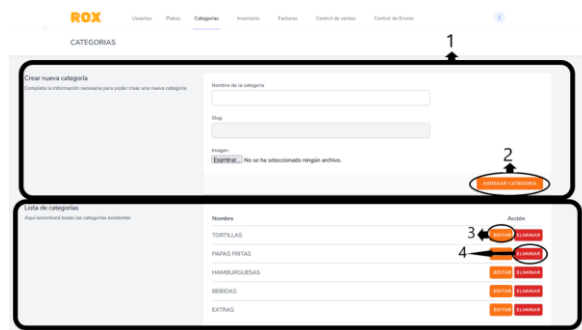 ROX Usuarios Platos Categorias Inventario Facturas Control de ventas Control de Envios
CATEGORIAS
1
Crear nueva categoría
Completa la información necesaria para poder crear una nueva categoría
Nombre de la categoria
Slug
Imagen
Examinar... No se ha seleccionado ningún archivo.
2
AGREGAR CATEGORIA
Lista de categorías
Aquí encontrará todas las categorías existentes
Nombre Acción
TORTILLAS 3 EDITAR ELIMINAR
PAPAS FRITAS 4 ELIMINAR
HAMBURGUESAS EDITAR ELIMINAR
BEBIDAS EDITAR ELIMINAR
EXTRAS EDITAR ELIMINAR